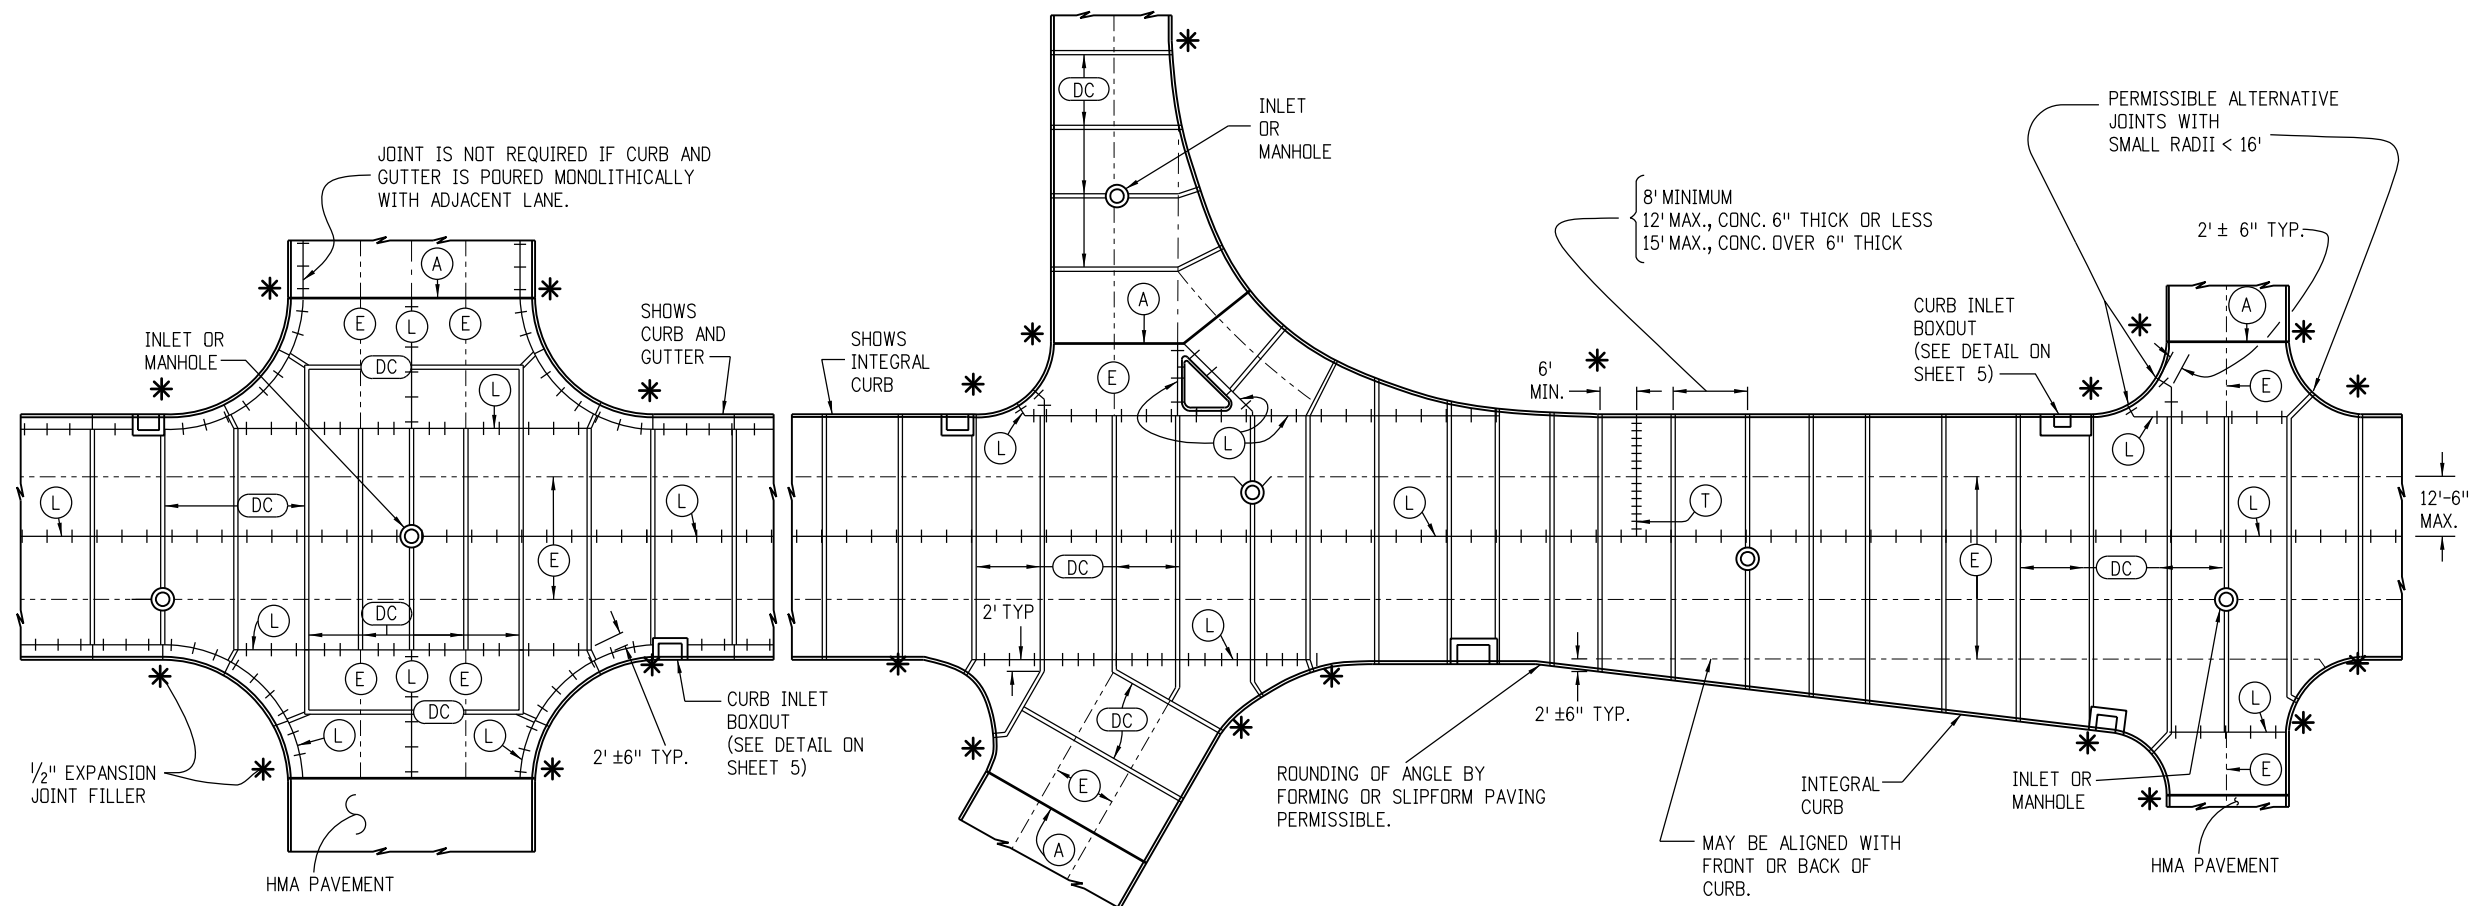 JOINT IS NOT REQUIRED IF CURB AND
GUTTER IS POURED MONOLITHICALLY
WITH ADJACENT LANE.
A
E
L
E
INLET OR
MANHOLE
DC
SHOWS
CURB AND
GUTTER
L
L
DC
L
E
DC
L
E
L
E
DC
L
L
2' ±6" TYP.
CURB INLET
BOXOUT
(SEE DETAIL ON
SHEET 5)
1/2" EXPANSION
JOINT FILLER
HMA PAVEMENT
DC
INLET
OR
MANHOLE
A
SHOWS
INTEGRAL
CURB
E
L
L
L
DC
2' TYP
L
DC
E
A
6'
MIN.
8' MINIMUM
12' MAX., CONC. 6" THICK OR LESS
15' MAX., CONC. OVER 6" THICK
T
E
2' ±6" TYP.
ROUNDING OF ANGLE BY
FORMING OR SLIPFORM PAVING
PERMISSIBLE.
INTEGRAL
CURB
MAY BE ALIGNED WITH
FRONT OR BACK OF
CURB.
PERMISSIBLE ALTERNATIVE
JOINTS WITH
SMALL RADII < 16'
2' ± 6" TYP.
CURB INLET
BOXOUT
(SEE DETAIL ON
SHEET 5)
A
E
L
L
12'-6"
MAX.
DC
L
E
INLET OR
MANHOLE
HMA PAVEMENT